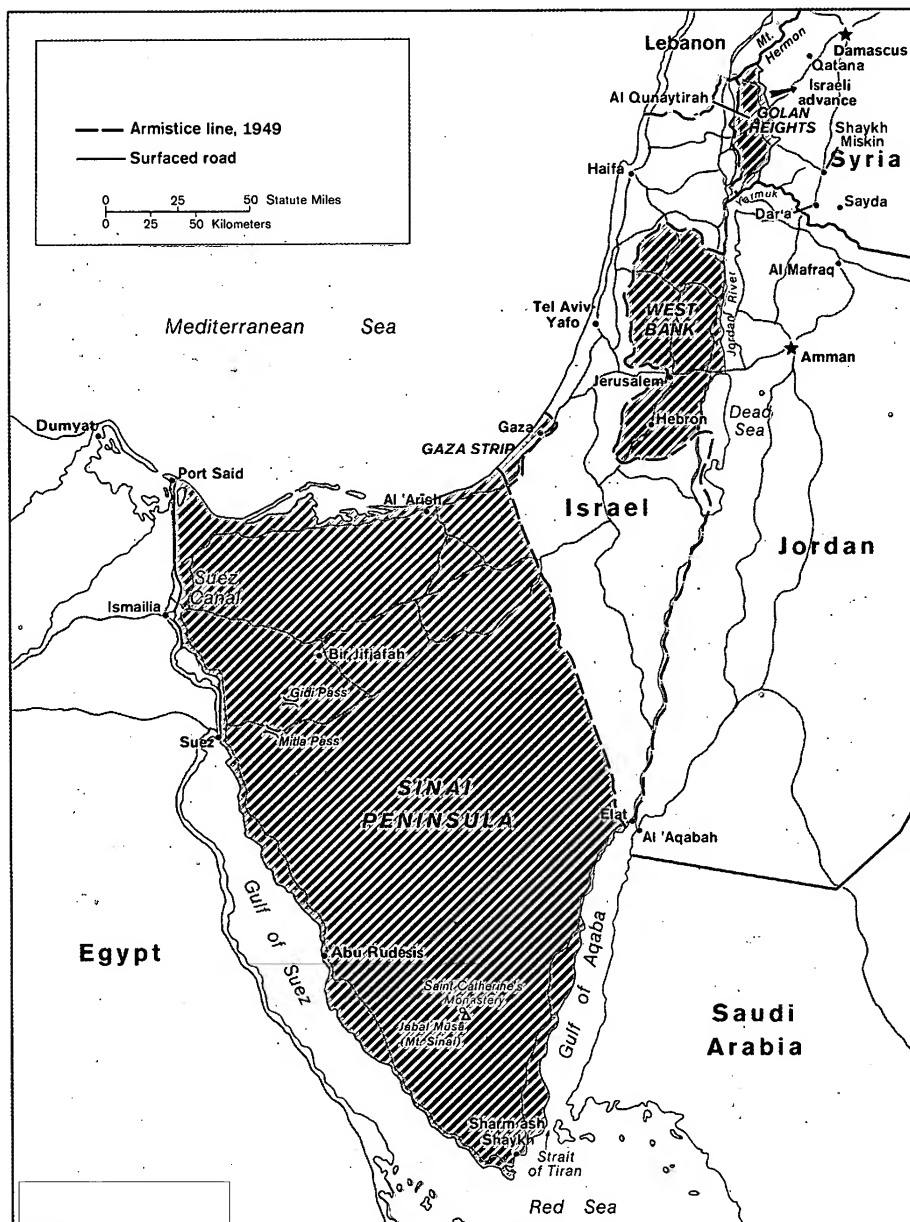 Armistice line, 1949
Surfaced road
0 25 50 Statute Miles
0 25 50 Kilometers
Lebanon
Mt. Hermon
Damascus
Qatana
Israeli
advance
Al Qunaytirah
GOLAN
HEIGHTS
Shaykh
Miskin
Syria
Haifa
Yarmuk
Dar'a
Sayda
Al Mafraq
Mediterranean Sea
Tel Aviv-
Yafo
WEST
BANK
Jordan River
Amman
Jerusalem
Dead
Sea
Hebron
Gaza
GAZA STRIP
Dumyat
Port Said
Al 'Arish
Israel
Jordan
Suez
Canal
Ismailia
Bir Jifjafah
Gidi Pass
Mitla Pass
Suez
SINAI
PENINSULA
Elat
Al 'Aqabah
Gulf of Suez
Gulf of Aqaba
Egypt
Abu Rudesis
Saint Catherine's
Monastery
Jabal Musa
(Mt. Sinai)
Saudi
Arabia
Sharm ash
Shaykh
Strait
of Tiran
Red Sea